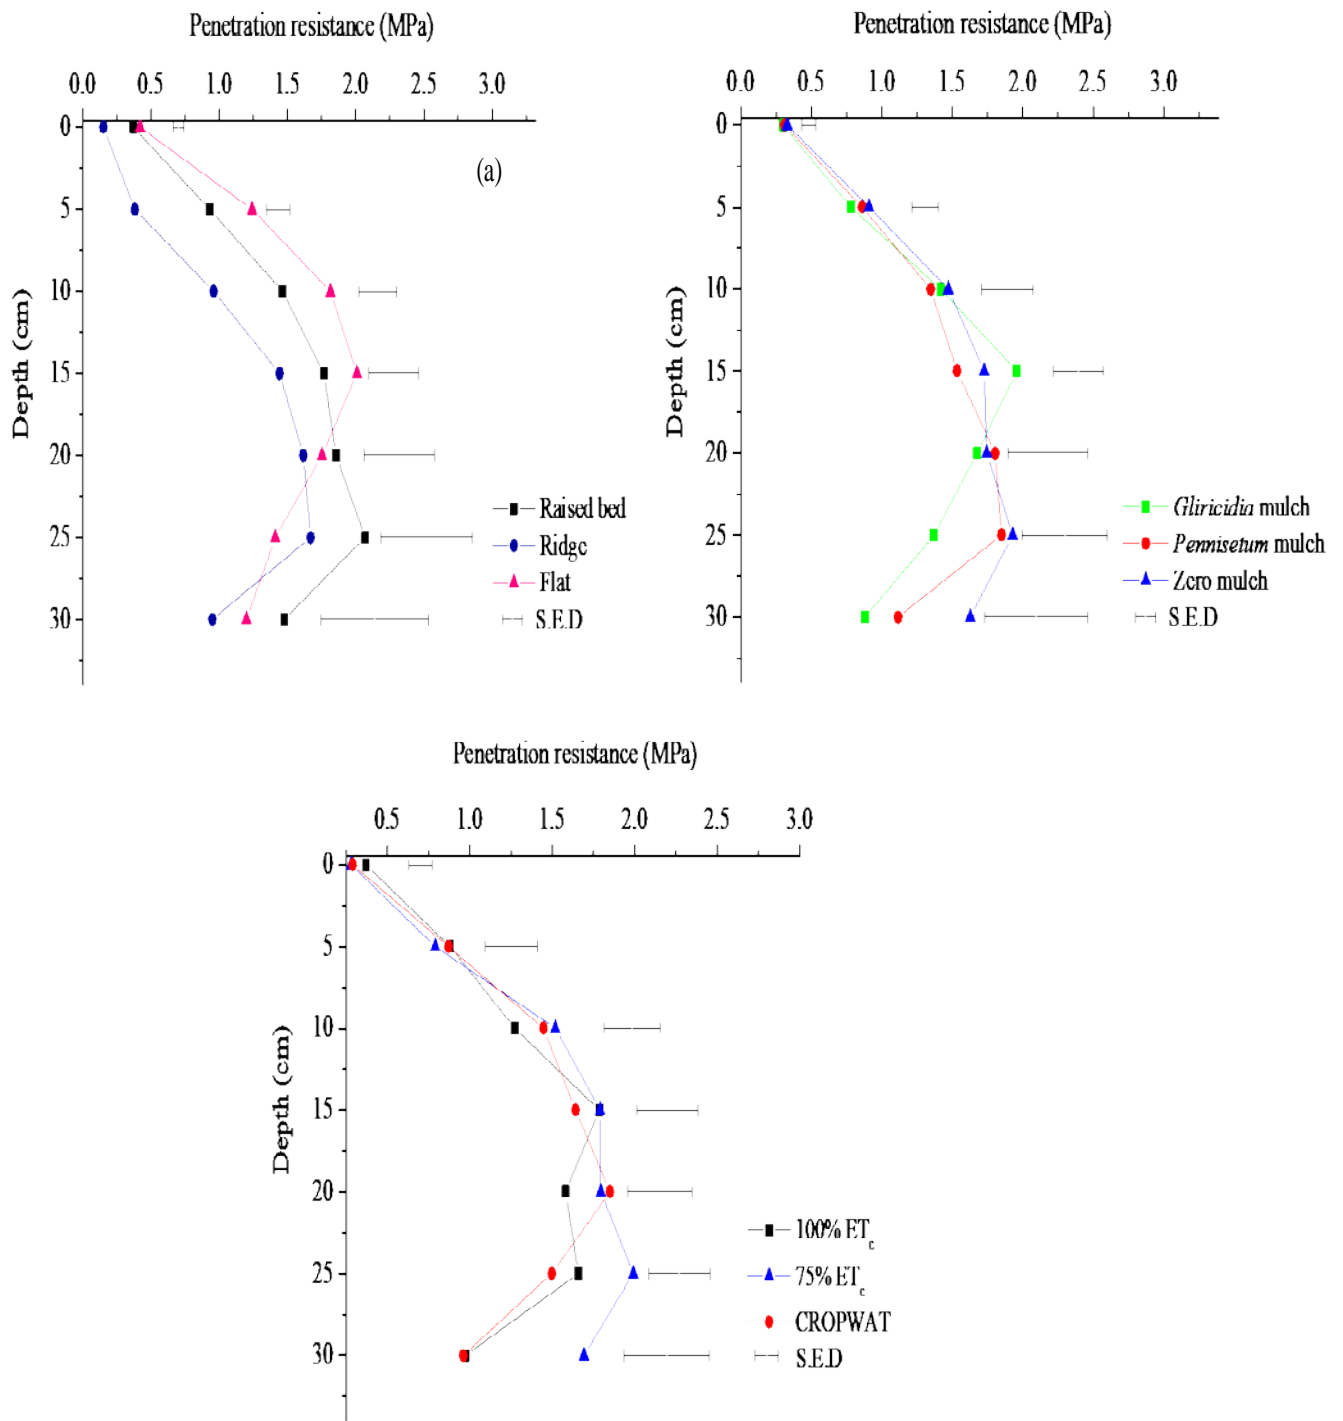 Penetration resistance (MPa)
0.0 0.5 1.0 1.5 2.0 2.5 3.0
(a)
Depth (cm)
0
5
10
15
20
25
30
Raised bed
Ridge
Flat
S.E.D
Penetration resistance (MPa)
0.0 0.5 1.0 1.5 2.0 2.5 3.0
Depth (cm)
0
5
10
15
20
25
30
Gliricidia mulch
Pennisetum mulch
Zero mulch
S.E.D
Penetration resistance (MPa)
0.5 1.0 1.5 2.0 2.5 3.0
Depth (cm)
0
5
10
15
20
25
30
100% ETc
75% ETc
CROPWAT
S.E.D